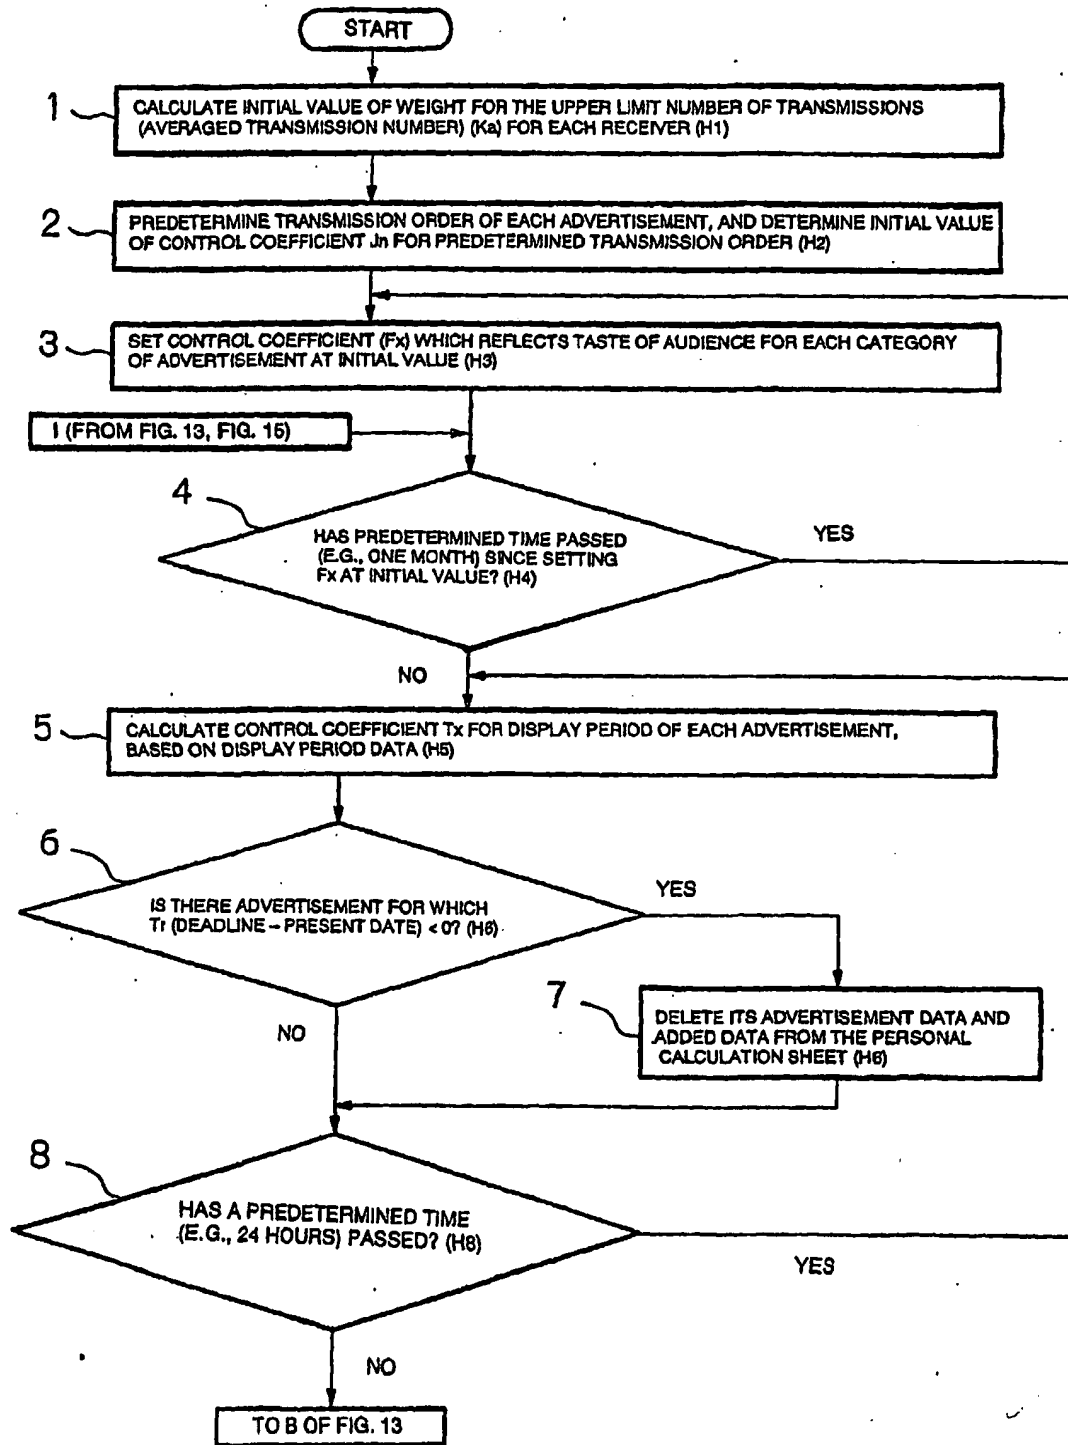 START
1
CALCULATE INITIAL VALUE OF WEIGHT FOR THE UPPER LIMIT NUMBER OF TRANSMISSIONS
(AVERAGED TRANSMISSION NUMBER) (Ka) FOR EACH RECEIVER (H1)
2
PREDETERMINE TRANSMISSION ORDER OF EACH ADVERTISEMENT, AND DETERMINE INITIAL VALUE
OF CONTROL COEFFICIENT Jn FOR PREDETERMINED TRANSMISSION ORDER (H2)
3
SET CONTROL COEFFICIENT (Fx) WHICH REFLECTS TASTE OF AUDIENCE FOR EACH CATEGORY
OF ADVERTISEMENT AT INITIAL VALUE (H3)
I (FROM FIG. 13, FIG. 15)
4
HAS PREDETERMINED TIME PASSED
(E.G., ONE MONTH) SINCE SETTING
Fx AT INITIAL VALUE? (H4)
YES
NO
5
CALCULATE CONTROL COEFFICIENT Tx FOR DISPLAY PERIOD OF EACH ADVERTISEMENT,
BASED ON DISPLAY PERIOD DATA (H5)
6
IS THERE ADVERTISEMENT FOR WHICH
Tr (DEADLINE – PRESENT DATE) < 0? (H6)
YES
NO
7
DELETE ITS ADVERTISEMENT DATA AND
ADDED DATA FROM THE PERSONAL
CALCULATION SHEET (H6)
8
HAS A PREDETERMINED TIME
(E.G., 24 HOURS) PASSED? (H8)
YES
NO
TO B OF FIG. 13